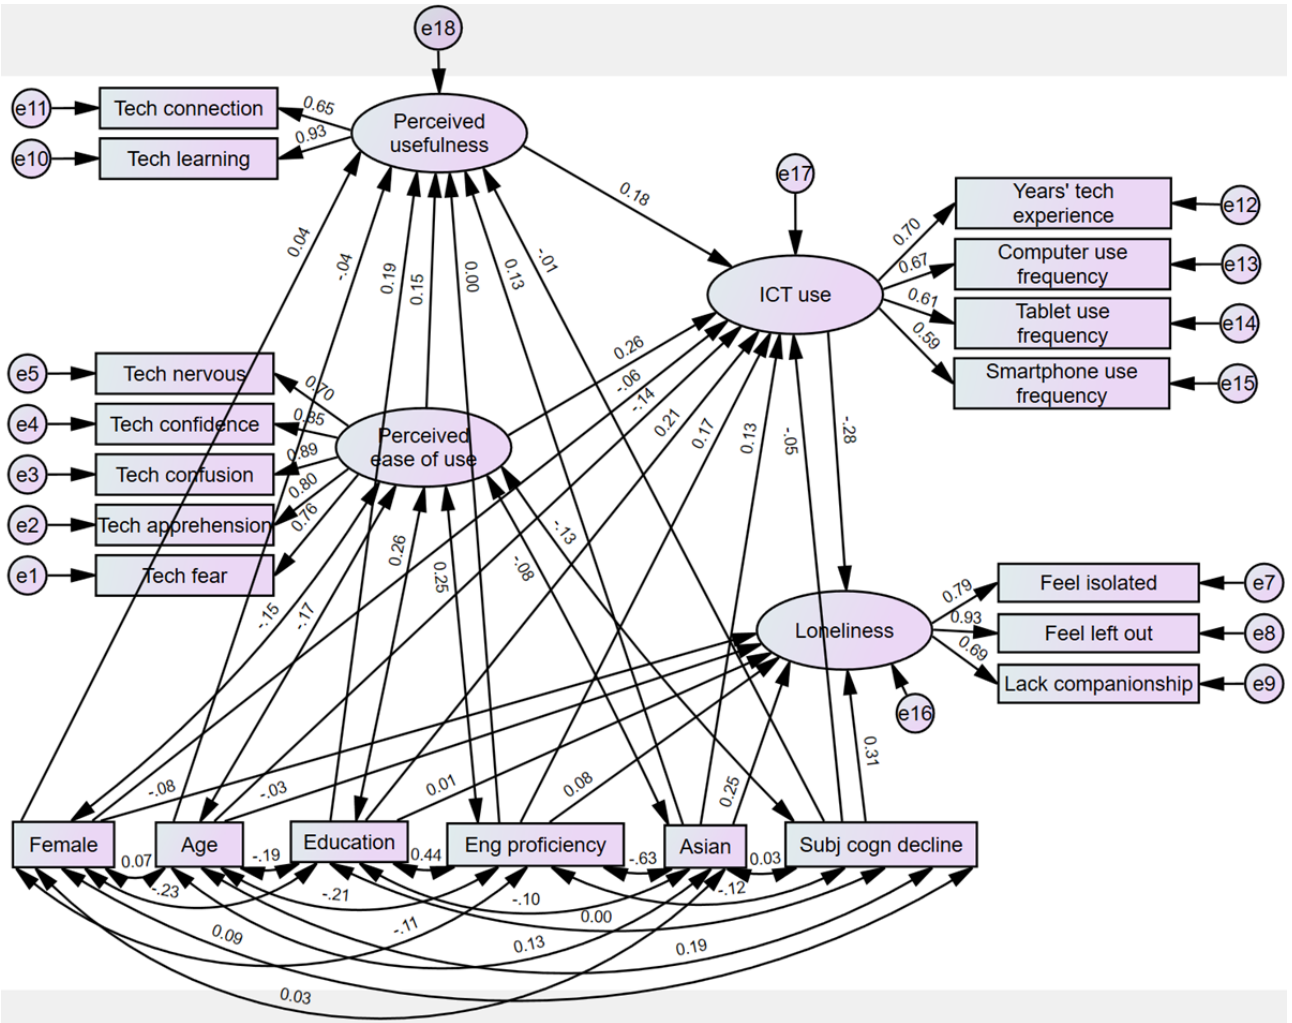 e18
e11
Tech connection
0.65
Perceived
usefulness
e10
Tech learning
0.93
0.18
e17
Years' tech
experience
e12
0.70
Computer use
frequency
e13
0.67
ICT use
0.61
Tablet use
frequency
e14
0.59
Smartphone use
frequency
e15
0.04
-.04
0.19
0.15
0.00
0.13
-.01
e5
Tech nervous
0.70
e4
Tech confidence
0.85
Perceived
ease of use
e3
Tech confusion
0.89
e2
Tech apprehension
0.80
e1
Tech fear
0.76
0.26
-.06
-.14
0.21
0.17
0.13
-.05
-.28
-.15
-.17
0.26
0.25
-.08
-.13
Loneliness
0.79
Feel isolated
e7
0.93
Feel left out
e8
0.69
Lack companionship
e9
e16
-.08
-.03
0.01
0.08
0.25
0.31
Female
0.07
Age
-.19
Education
0.44
Eng proficiency
-.63
Asian
0.03
Subj cogn decline
-.23
-.21
-.10
-.12
-.11
0.00
0.09
0.13
0.19
0.03